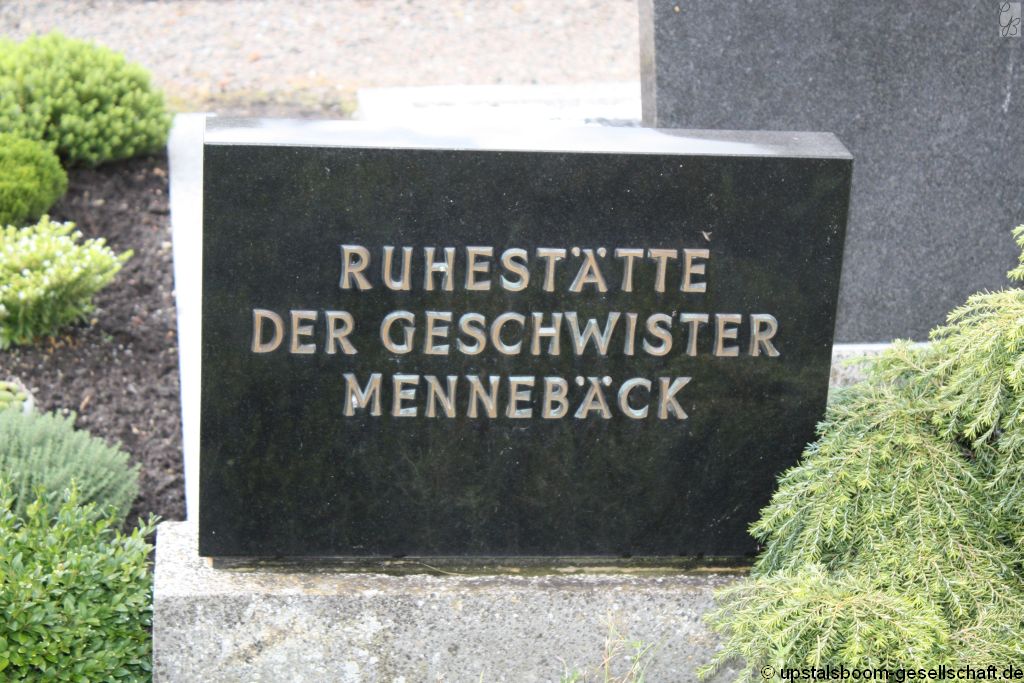 RUHESTÄTTE
DER GESCHWISTER
MENNEBÄCK
© upstalsboom-gesellschaft.de